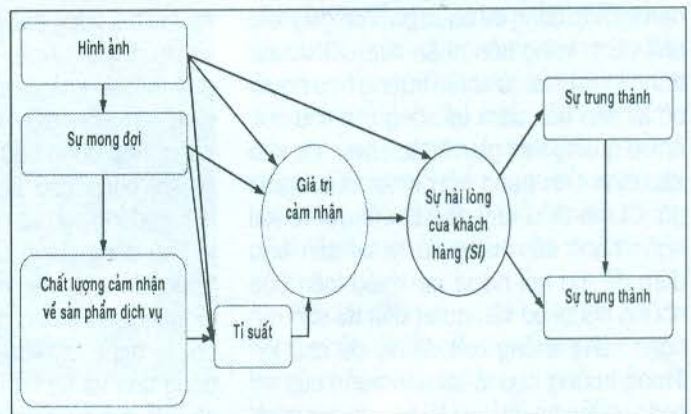 Hình ảnh
Sự mong đợi
Chất lượng cảm nhận
về sản phẩm dịch vụ
Tỉ suất
Giá trị
cảm nhận
Sự hài lòng
của khách
hàng (SI)
Sự trung thành
Sự trung thành